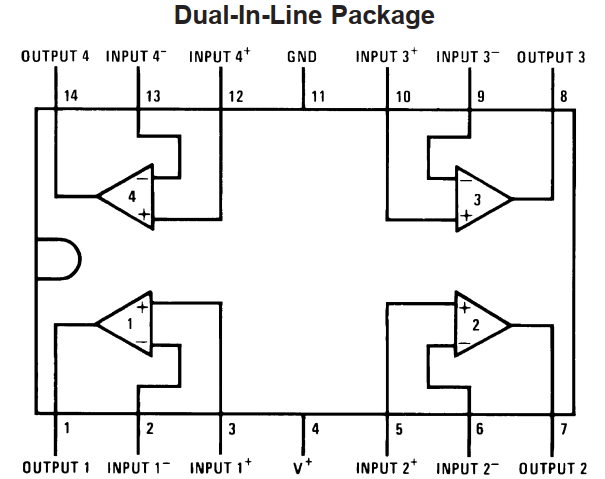 Dual-In-Line Package
OUTPUT 4 INPUT 4⁻ INPUT 4⁺ GND INPUT 3⁺ INPUT 3⁻ OUTPUT 3
14 13 12 11 10 9 8
− −
4 3
+ +
+ +
1 2
− −
1 2 3 4 5 6 7
OUTPUT 1 INPUT 1⁻ INPUT 1⁺ V⁺ INPUT 2⁺ INPUT 2⁻ OUTPUT 2